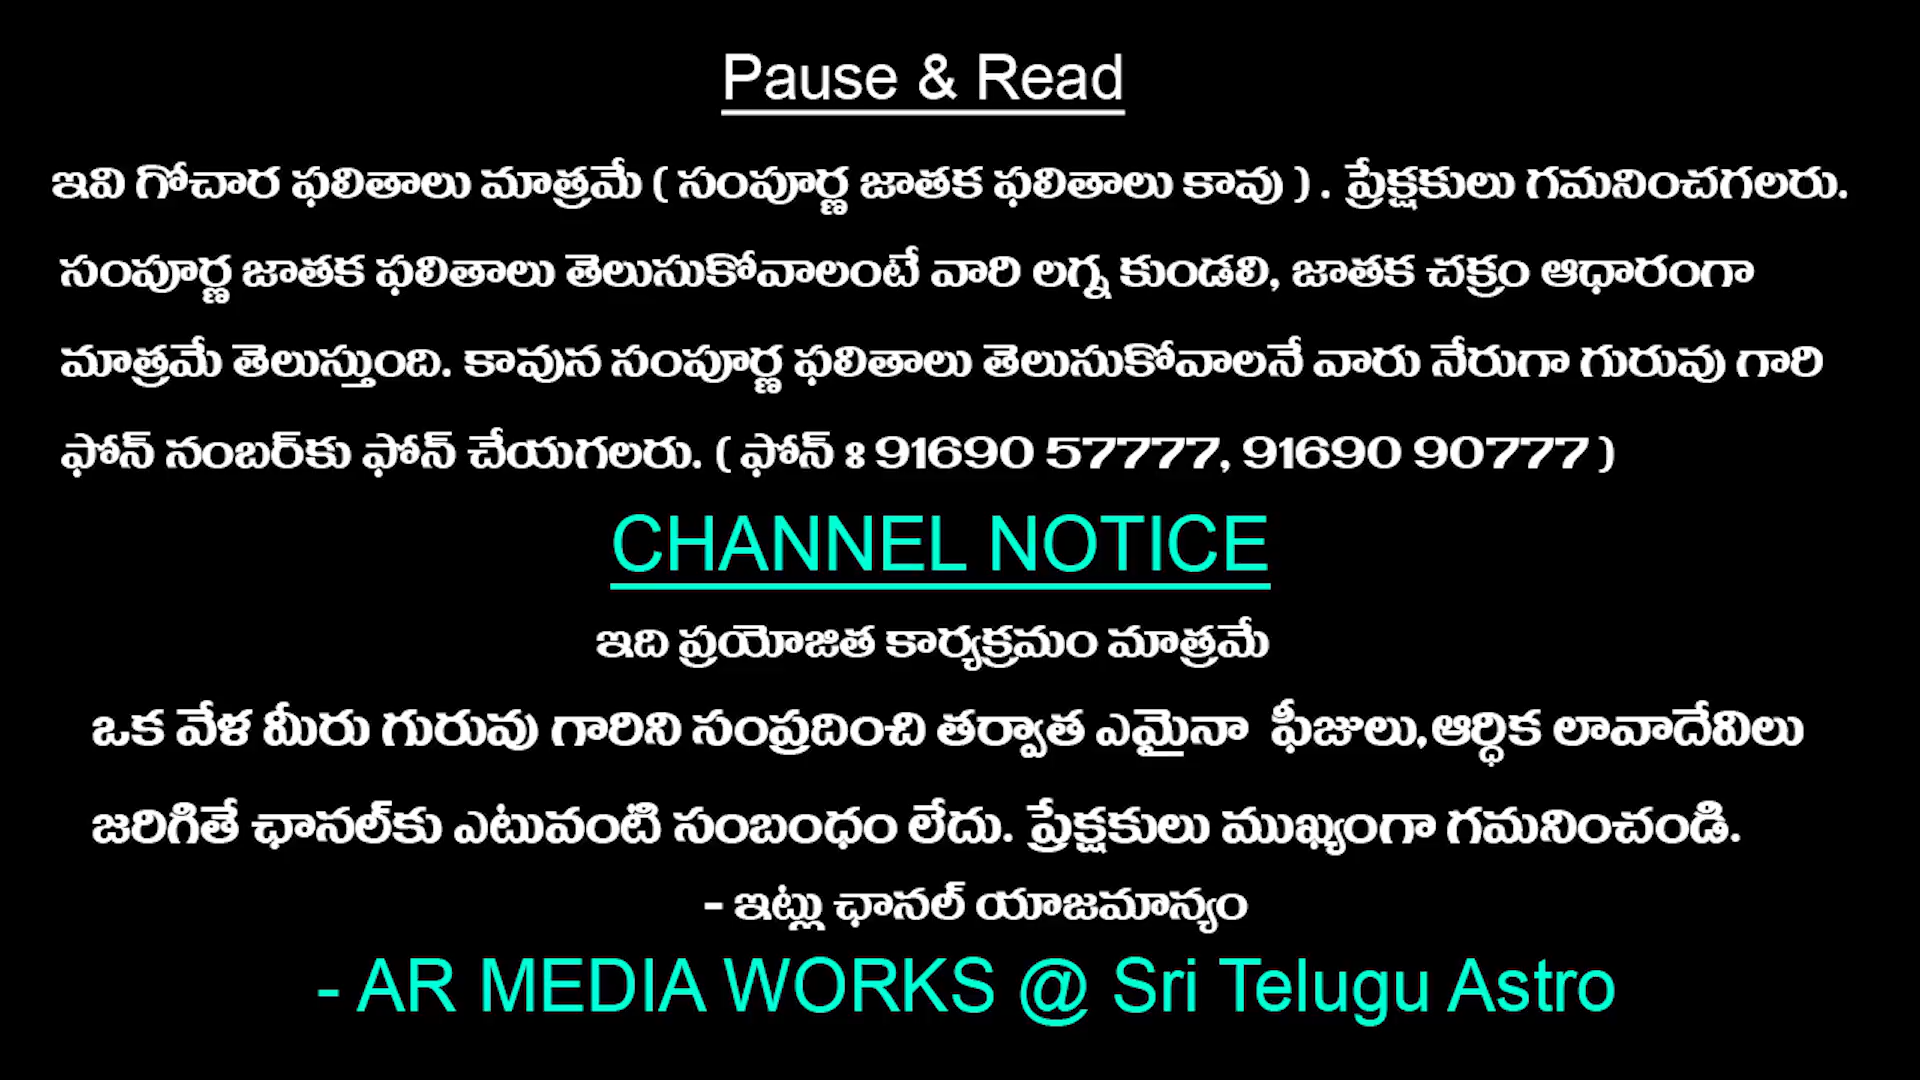 Pause & Read
ఇవి గోచార ఫలితాలు మాత్రమే ( సంపూర్ణ జాతక ఫలితాలు కావు ) . ప్రేక్షకులు గమనించగలరు.
సంపూర్ణ జాతక ఫలితాలు తెలుసుకోవాలంటే వారి లగ్న కుండలి, జాతక చక్రం ఆధారంగా
మాత్రమే తెలుస్తుంది. కావున సంపూర్ణ ఫలితాలు తెలుసుకోవాలనే వారు నేరుగా గురువు గారి
ఫోన్ నంబర్‌కు ఫోన్ చేయగలరు. ( ఫోన్ ః 91690 57777, 91690 90777 )
CHANNEL NOTICE
ఇది ప్రయోజిత కార్యక్రమం మాత్రమే
ఒక వేళ మీరు గురువు గారిని సంప్రదించి తర్వాత ఎమైనా ఫీజులు,ఆర్ధిక లావాదేవిలు
జరిగితే ఛానల్‌కు ఎటువంటి సంబంధం లేదు. ప్రేక్షకులు ముఖ్యంగా గమనించండి.
- ఇట్లు ఛానల్ యాజమాన్యం
- AR MEDIA WORKS @ Sri Telugu Astro